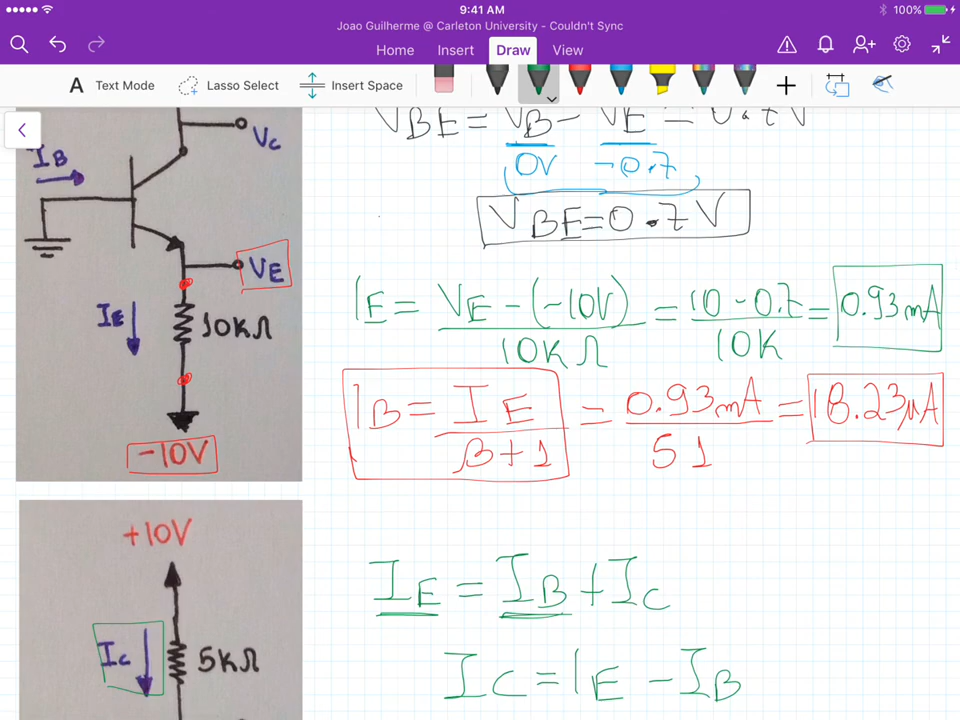 9:41 AM
100%
Joao Guilherme @ Carleton University - Couldn't Sync
Home Insert Draw View
A Text Mode Lasso Select Insert Space
VC
IB
VE
IE
10KΩ
-10V
+10V
IC
5KΩ
VBE = VB - VE = 0.7V
0V -0.7
VBE = 0.7V
IE = VE - (-10V) / 10KΩ = 10 - 0.7 / 10K = 0.93mA
IB = IE / β+1 = 0.93mA / 51 = 18.23μA
IE = IB + IC
IC = IE - IB